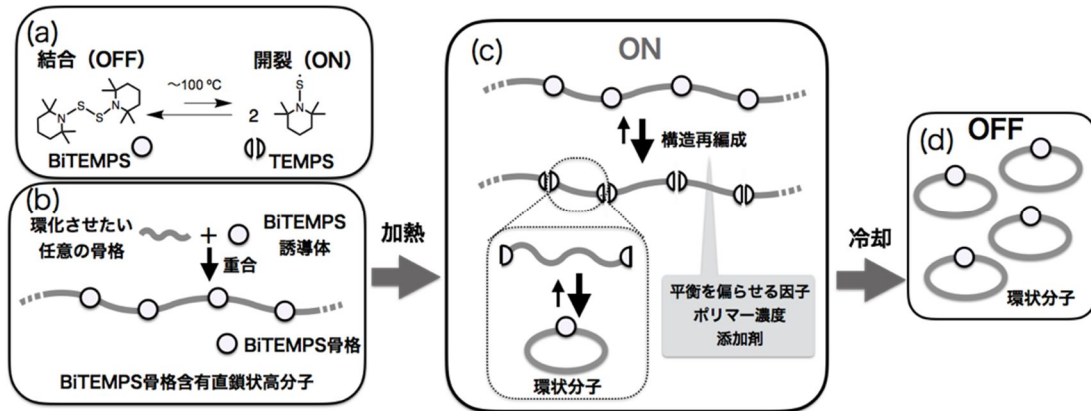 (a)
結合（OFF）
開裂（ON）
〜100 ºC
N
S
S
N
2
S
N
BiTEMPS
TEMPS
(b)
環化させたい
任意の骨格
+
BiTEMPS
誘導体
重合
BiTEMPS骨格
BiTEMPS骨格含有直鎖状高分子
加熱
(c)
ON
構造再編成
平衡を偏らせる因子
ポリマー濃度
添加剤
環状分子
冷却
(d)
OFF
環状分子